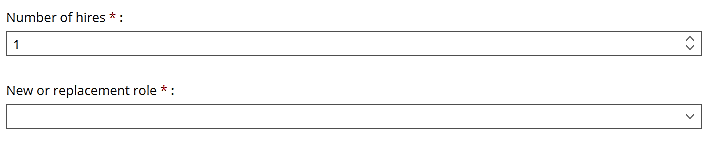 Number of hires * :
1
New or replacement role * :